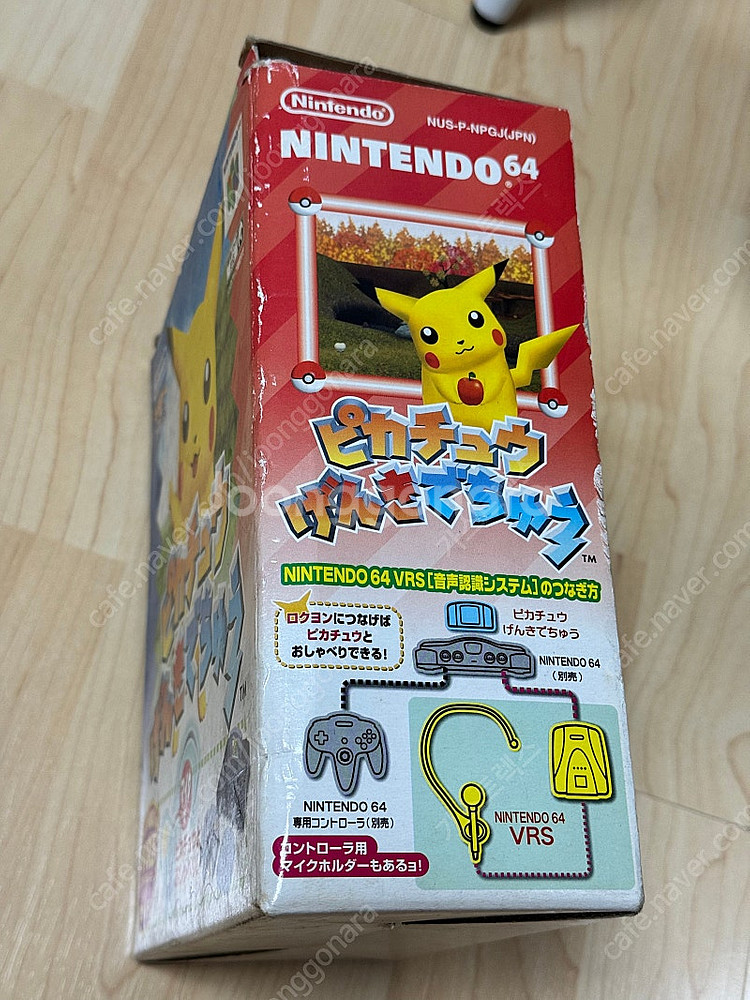 Nintendo
NUS-P-NPGJ(JPN)
NINTENDO64
ピカチュウ
げんきでちゅう
TM
NINTENDO 64 VRS[音声認識システム]のつなぎ方
ロクヨンにつなげば
ピカチュウと
おしゃべりできる!
ピカチュウ
げんきでちゅう
NINTENDO 64
(別売)
NINTENDO 64
専用コントローラ(別売)
NINTENDO 64
VRS
コントローラ用
マイクホルダーもあるョ!
cafe.naver.com/joonggonara